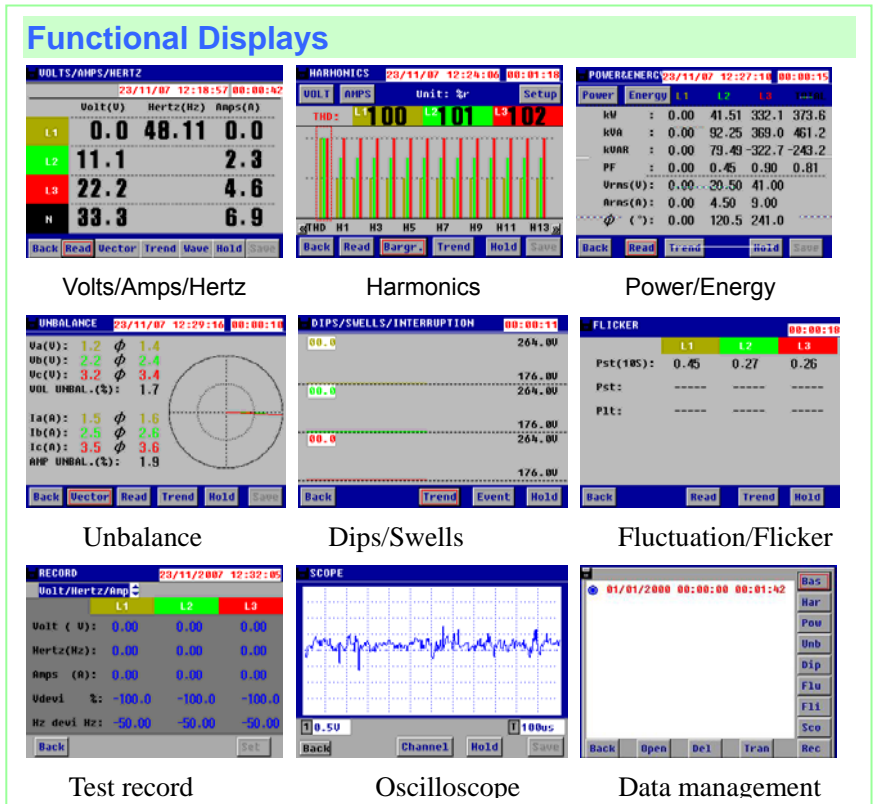 Functional Displays
VOLTS/AMPS/HERTZ
23/11/07 12:18:57 00:00:42
Volt(V) Hertz(Hz) Amps(A)
L1 0.0 48.11 0.0
L2 11.1 2.3
L3 22.2 4.6
N 33.3 6.9
Back Read Vector Trend Wave Hold Save
Volts/Amps/Hertz
HARMONICS 23/11/07 12:24:06 00:01:18
VOLT AMPS Unit: %r Setup
THD: L1 100 L2 101 L3 102
THD H1 H3 H5 H7 H9 H11 H13
Back Read Bargr. Trend Hold Save
Harmonics
POWER&ENERGY 23/11/07 12:27:10 00:00:15
Power Energy L1 L2 L3
kW : 0.00 41.51 332.1 373.6
kVA : 0.00 92.25 369.0 461.2
kVAR : 0.00 79.49 -322.7 -243.2
PF : 0.00 0.45 0.90 0.81
Vrms(V): 0.00 20.50 41.00
Arms(A): 0.00 4.50 9.00
Φ (°): 0.00 120.5 241.0
Back Read Trend Hold Save
Power/Energy
UNBALANCE 23/11/07 12:29:16 00:00:10
Va(V): 1.2 Φ 1.4
Vb(V): 2.2 Φ 2.4
Vc(V): 3.2 Φ 3.4
VOL UNBAL.(%): 1.7
Ia(A): 1.5 Φ 1.6
Ib(A): 2.5 Φ 2.6
Ic(A): 3.5 Φ 3.6
AMP UNBAL.(%): 1.9
Back Vector Read Trend Hold Save
Unbalance
DIPS/SWELLS/INTERRUPTION 00:00:11
00.0 264.0V
176.0V
00.0 264.0V
176.0V
00.0 264.0V
176.0V
Back Trend Event Hold
Dips/Swells
FLICKER 00:00:18
L1 L2 L3
Pst(10S): 0.45 0.27 0.26
Pst: ----- ----- -----
Plt: ----- ----- -----
Back Read Trend Hold
Fluctuation/Flicker
RECORD 23/11/2007 12:32:05
Volt/Hertz/Amp
L1 L2 L3
Volt ( V): 0.00 0.00 0.00
Hertz(Hz): 0.00 0.00 0.00
Amps (A): 0.00 0.00 0.00
Vdevi %: -100.0 -100.0 -100.0
Hz devi Hz: -50.00 -50.00 -50.00
Back Set
Test record
SCOPE
1 0.5V T 100us
Back Channel Hold Save
Oscilloscope
01/01/2000 00:00:00 00:01:42
Bas
Har
Pow
Unb
Dip
Flu
Fli
Sco
Back Open Del Tran Rec
Data management